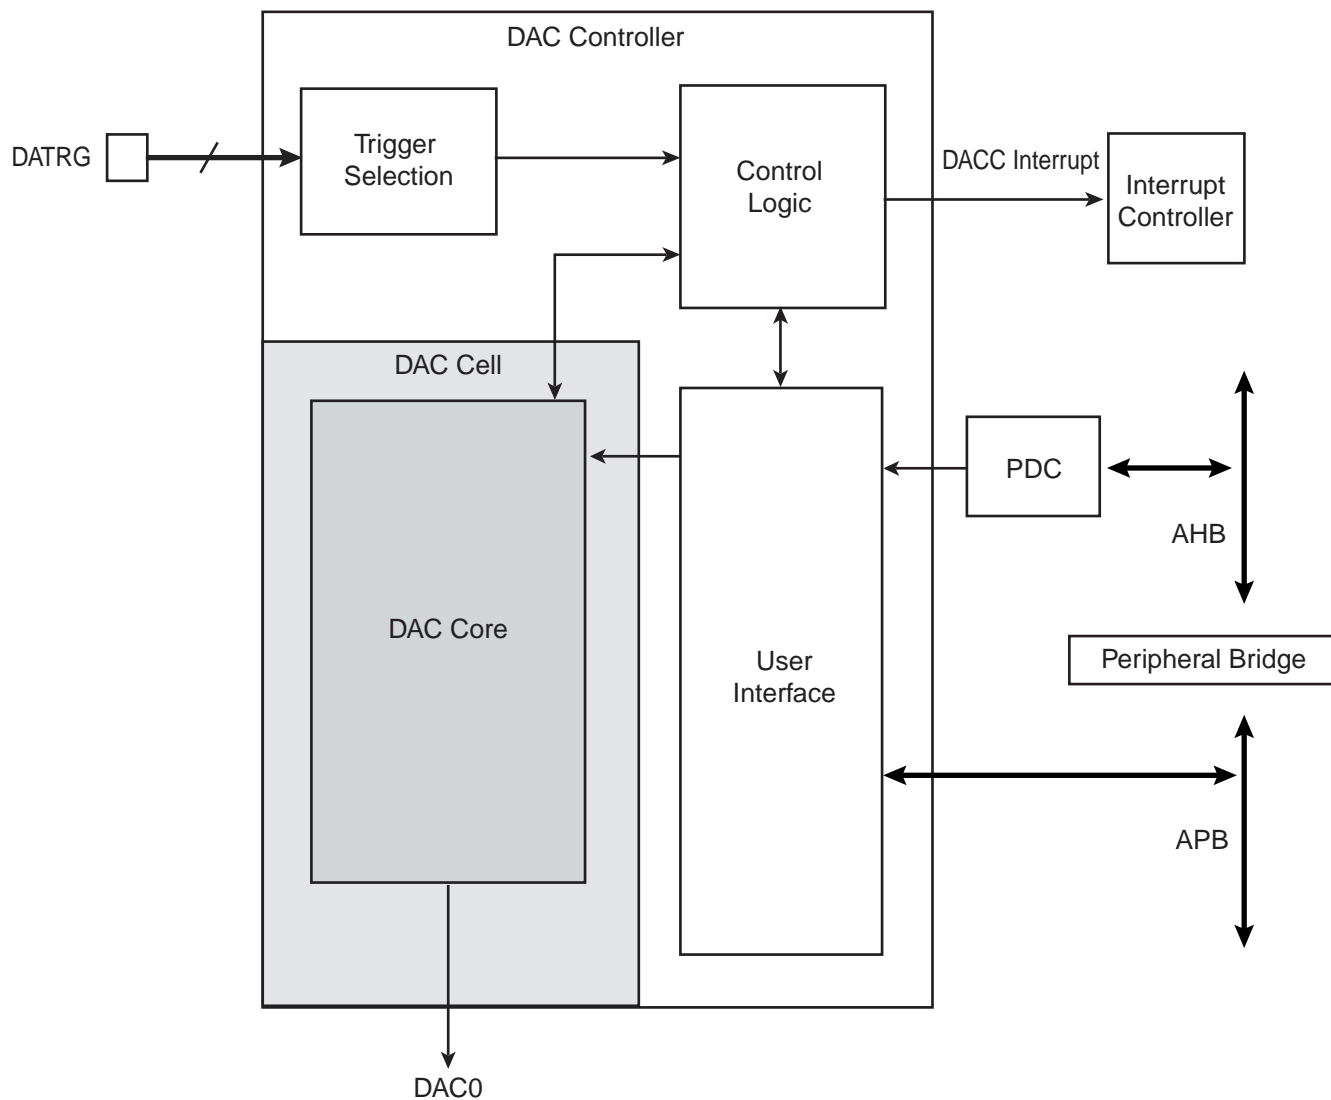 DAC Controller
DATRG
Trigger
Selection
Control
Logic
DACC Interrupt
Interrupt
Controller
DAC Cell
PDC
AHB
DAC Core
User
Interface
Peripheral Bridge
APB
DAC0